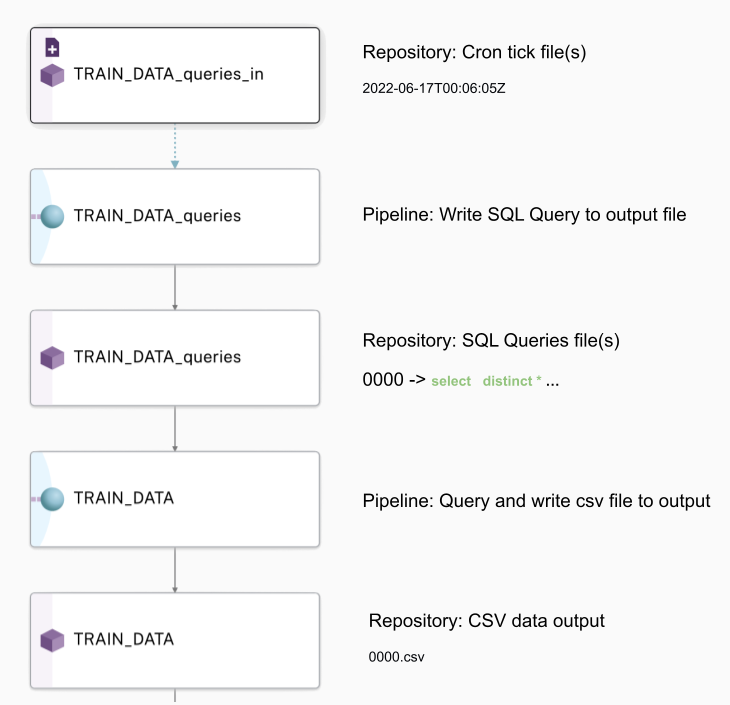 TRAIN_DATA_queries_in
Repository: Cron tick file(s)
2022-06-17T00:06:05Z
TRAIN_DATA_queries
Pipeline: Write SQL Query to output file
TRAIN_DATA_queries
Repository: SQL Queries file(s)
0000 -> select distinct * ...
TRAIN_DATA
Pipeline: Query and write csv file to output
TRAIN_DATA
Repository: CSV data output
0000.csv